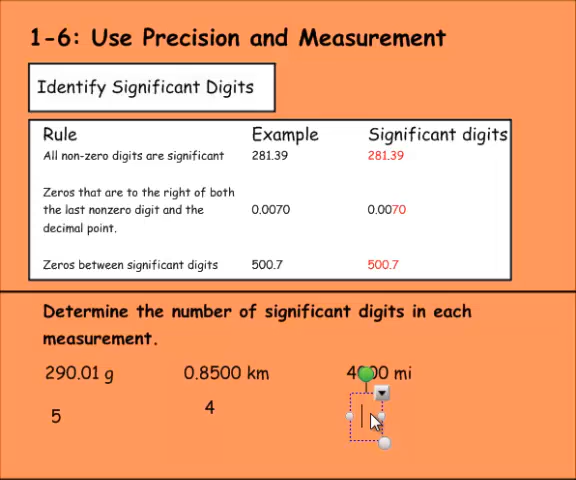 1-6: Use Precision and Measurement
Identify Significant Digits
Rule Example Significant digits
All non-zero digits are significant 281.39 281.39
Zeros that are to the right of both
the last nonzero digit and the 0.0070 0.0070
decimal point.
Zeros between significant digits 500.7 500.7
Determine the number of significant digits in each
measurement.
290.01 g 0.8500 km mi
5 4